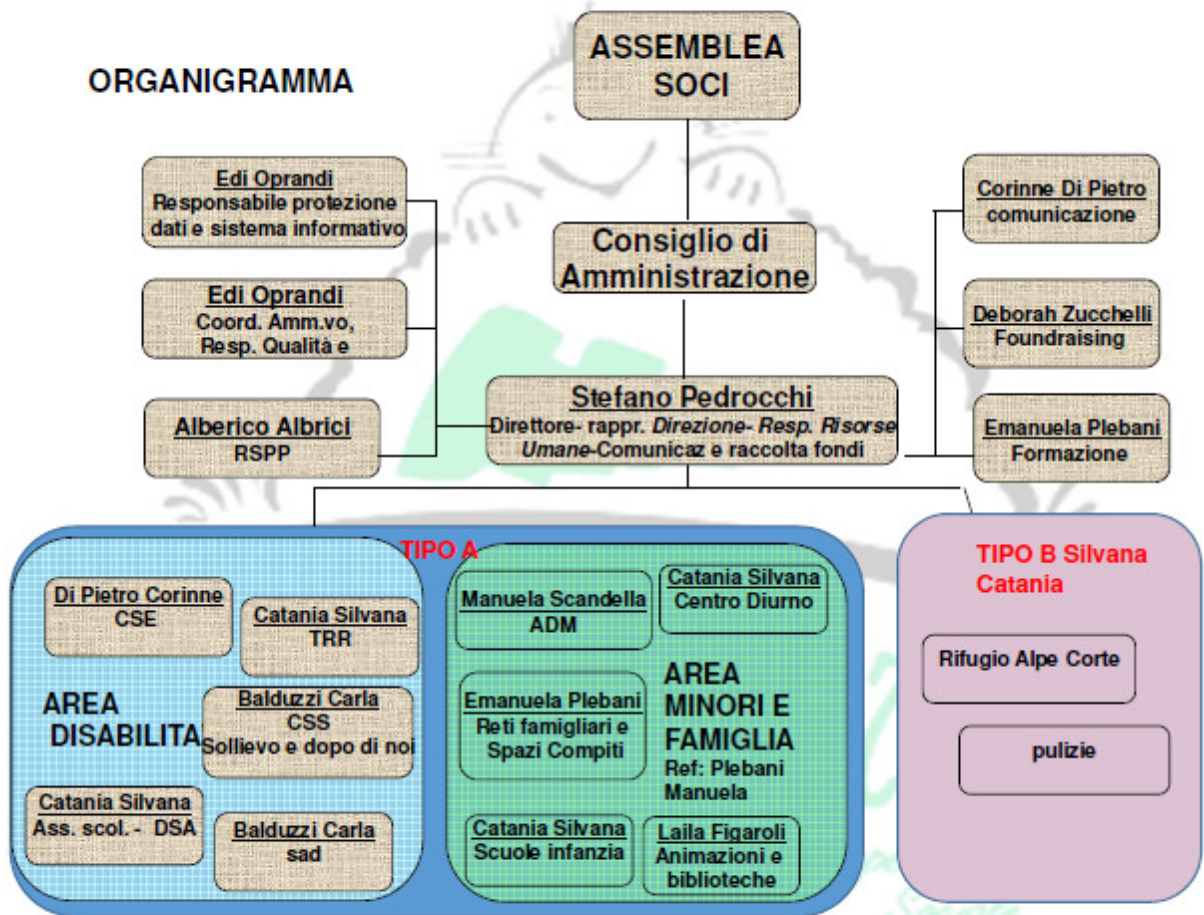 ORGANIGRAMMA
ASSEMBLEA
SOCI
Edi Oprandi
Responsabile protezione
dati e sistema informativo
Edi Oprandi
Coord. Amm.vo,
Resp. Qualità e
Alberico Albrici
RSPP
Consiglio di
Amministrazione
Stefano Pedrocchi
Direttore- rappr. Direzione- Resp. Risorse
Umane-Comunicaz e raccolta fondi
Corinne Di Pietro
comunicazione
Deborah Zucchelli
Foundraising
Emanuela Plebani
Formazione
TIPO A
Di Pietro Corinne
CSE
Catania Silvana
TRR
AREA
DISABILITA
Balduzzi Carla
CSS
Sollievo e dopo di noi
Catania Silvana
Ass. scol. - DSA
Balduzzi Carla
sad
Manuela Scandella
ADM
Catania Silvana
Centro Diurno
Emanuela Plebani
Reti famigliari e
Spazi Compiti
AREA
MINORI E
FAMIGLIA
Ref: Plebani
Manuela
Catania Silvana
Scuole infanzia
Laila Figaroli
Animazioni e
biblioteche
TIPO B Silvana
Catania
Rifugio Alpe Corte
pulizie